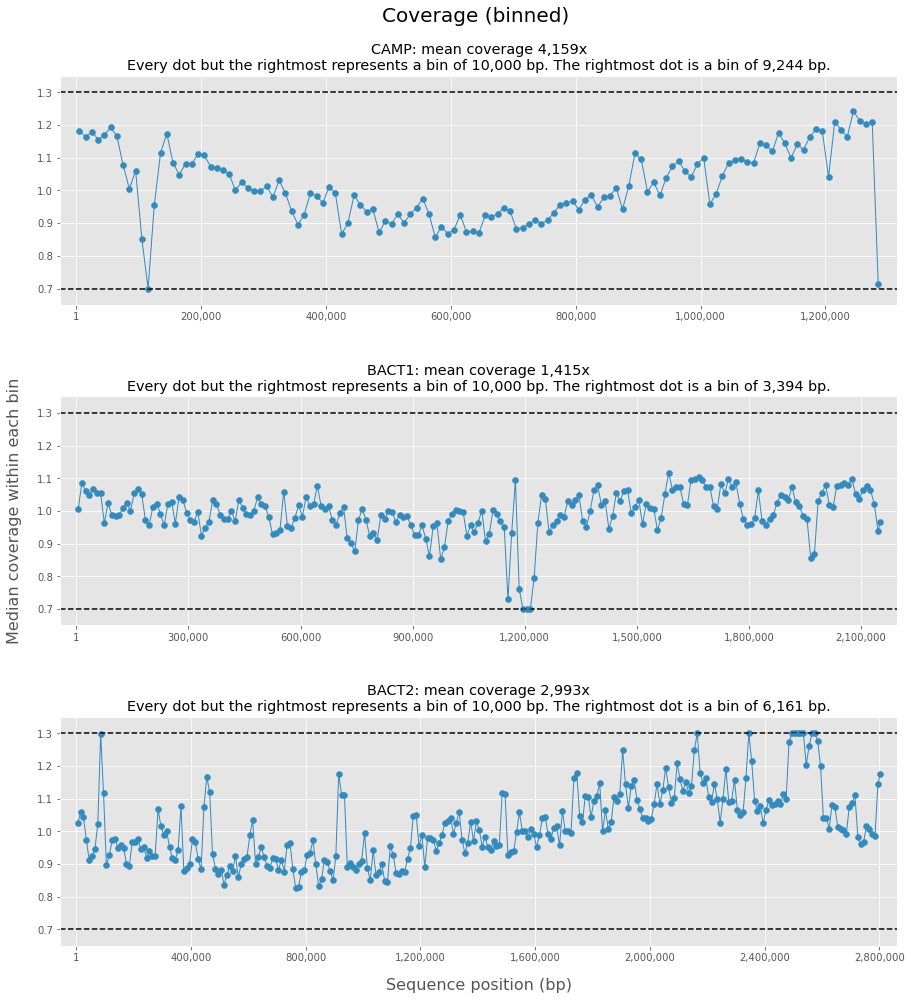 Coverage (binned)
CAMP: mean coverage 4,159x
Every dot but the rightmost represents a bin of 10,000 bp. The rightmost dot is a bin of 9,244 bp.
1.3
1.2
1.1
1.0
0.9
0.8
0.7
1 200,000 400,000 600,000 800,000 1,000,000 1,200,000
BACT1: mean coverage 1,415x
Every dot but the rightmost represents a bin of 10,000 bp. The rightmost dot is a bin of 3,394 bp.
1.3
1.2
1.1
1.0
0.9
0.8
0.7
1 300,000 600,000 900,000 1,200,000 1,500,000 1,800,000 2,100,000
Median coverage within each bin
BACT2: mean coverage 2,993x
Every dot but the rightmost represents a bin of 10,000 bp. The rightmost dot is a bin of 6,161 bp.
1.3
1.2
1.1
1.0
0.9
0.8
0.7
1 400,000 800,000 1,200,000 1,600,000 2,000,000 2,400,000 2,800,000
Sequence position (bp)